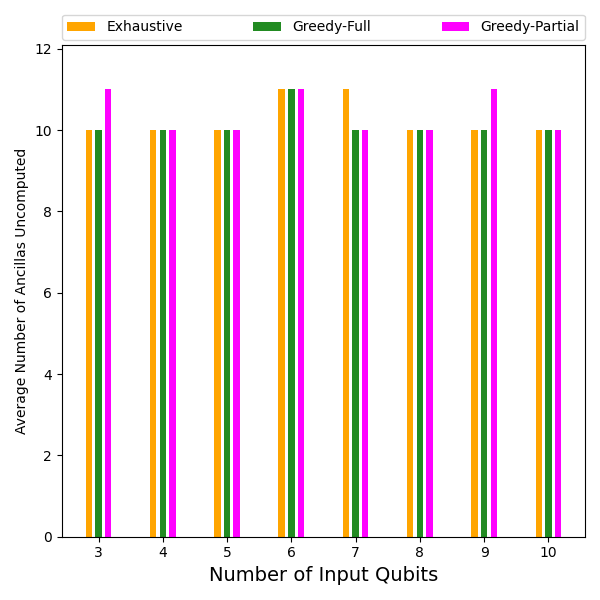 Exhaustive Greedy-Full Greedy-Partial
12
10
8
6
4
2
0
Average Number of Ancillas Uncomputed
3 4 5 6 7 8 9 10
Number of Input Qubits